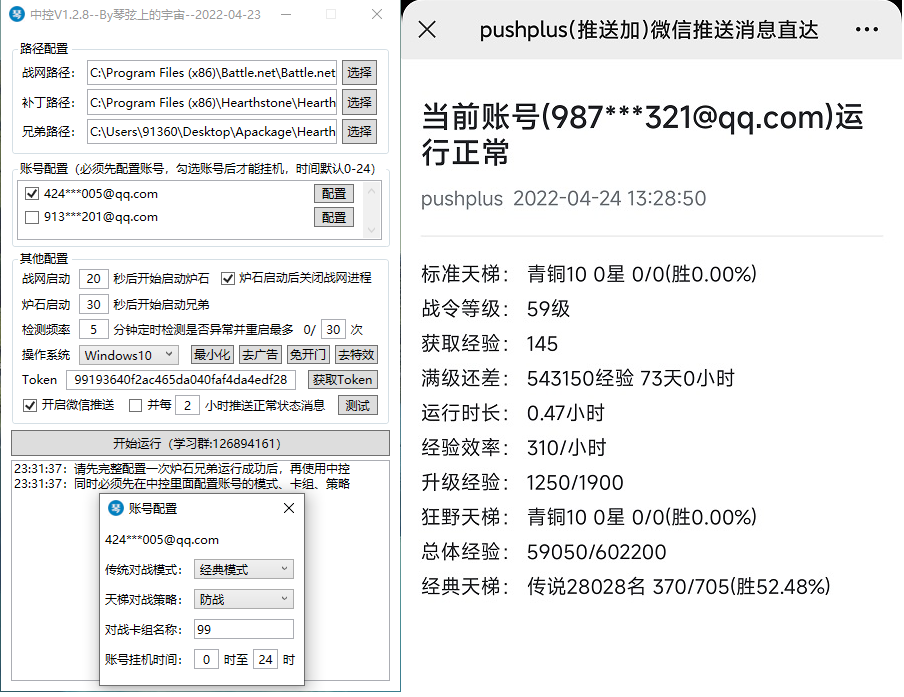 中控V1.2.8--By琴弦上的宇宙--2022-04-23
路径配置
战网路径： C:\Program Files (x86)\Battle.net\Battle.net 选择
补丁路径： C:\Program Files (x86)\Hearthstone\Hearth 选择
兄弟路径： C:\Users\91360\Desktop\Apackage\Hearth 选择
账号配置（必须先配置账号，勾选账号后才能挂机，时间默认0-24）
424***005@qq.com 配置
913***201@qq.com 配置
其他配置
战网启动 20 秒后开始启动炉石 炉石启动后关闭战网进程
炉石启动 30 秒后开始启动兄弟
检测频率 5 分钟定时检测是否异常并重启最多 0/ 30 次
操作系统 Windows10 最小化 去广告 免开门 去特效
Token 99193640f2ac465da040faf4da4edf28 获取Token
开启微信推送 并每 2 小时推送正常状态消息 测试
开始运行（学习群:126894161）
23:31:37：请先完整配置一次炉石兄弟运行成功后，再使用中控
23:31:37：同时必须先在中控里面配置账号的模式、卡组、策略
琴 账号配置
424***005@qq.com
传统对战模式： 经典模式
天梯对战策略： 防战
对战卡组名称： 99
账号挂机时间： 0 时至 24 时
pushplus(推送加)微信推送消息直达
当前账号(987***321@qq.com)运
行正常
pushplus 2022-04-24 13:28:50
标准天梯： 青铜10 0星 0/0(胜0.00%)
战令等级： 59级
获取经验： 145
满级还差： 543150经验 73天0小时
运行时长： 0.47小时
经验效率： 310/小时
升级经验： 1250/1900
狂野天梯： 青铜10 0星 0/0(胜0.00%)
总体经验： 59050/602200
经典天梯： 传说28028名 370/705(胜52.48%)